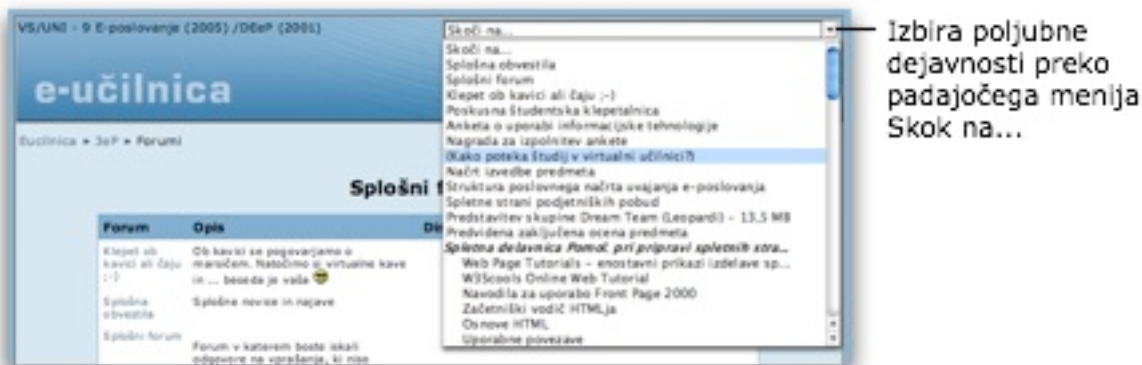 VS/UNI - 9 E-poslovanje (2005) /DEeP (2001)
Skoči na...
e-učilnica
Eucilnica » 3eP » Forumi
Splošni f
Forum Opis Dis
Klepet ob kavici ali čaju ;-)
Ob kavici se pogovarjamo o
marsičem. Natočimo si virtualne kave
in ... beseda je vaša
Splošna obvestila
Splošne novice in najave
Splošni forum
Forum v katerem boste iskali
odgovore na vprašanja, ki niso
Skoči na...
Splošna obvestila
Splošni forum
Klepet ob kavici ali čaju ;-)
Poskusna študentska klepetalnica
Anketa o uporabi informacijske tehnologije
Nagrada za izpolnitev ankete
(Kako poteka študij v virtualni učilnici?)
Načrt izvedbe predmeta
Struktura poslovnega načrta uvajanja e-poslovanja
Spletne strani podjetniških pobud
Predstavitev skupine Dream Team (Leopardi) - 13,5 MB
Predvidena zaključena ocena predmeta
Spletna delavnica Pomoč pri pripravi spletnih stra...
Web Page Tutorials - enostavni prikazi izdelave sp...
W3Scools Online Web Tutorial
Navodila za uporabo Front Page 2000
Začetniški vodič HTMLja
Osnove HTML
Uporabne povezave
Izbira poljubne
dejavnosti preko
padajočega menija
Skok na...